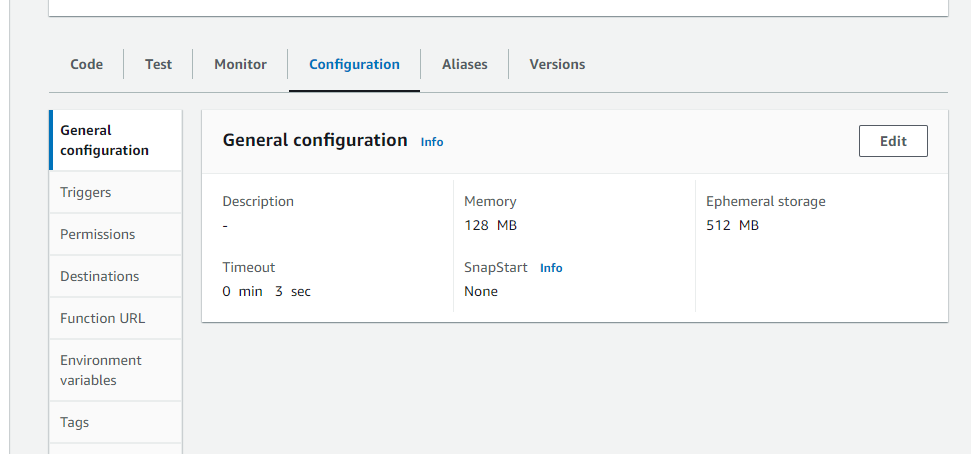 Code Test Monitor Configuration Aliases Versions
General
configuration
Triggers
Permissions
Destinations
Function URL
Environment
variables
Tags
General configuration Info
Edit
Description
-
Memory
128 MB
Ephemeral storage
512 MB
Timeout
0 min 3 sec
SnapStart Info
None